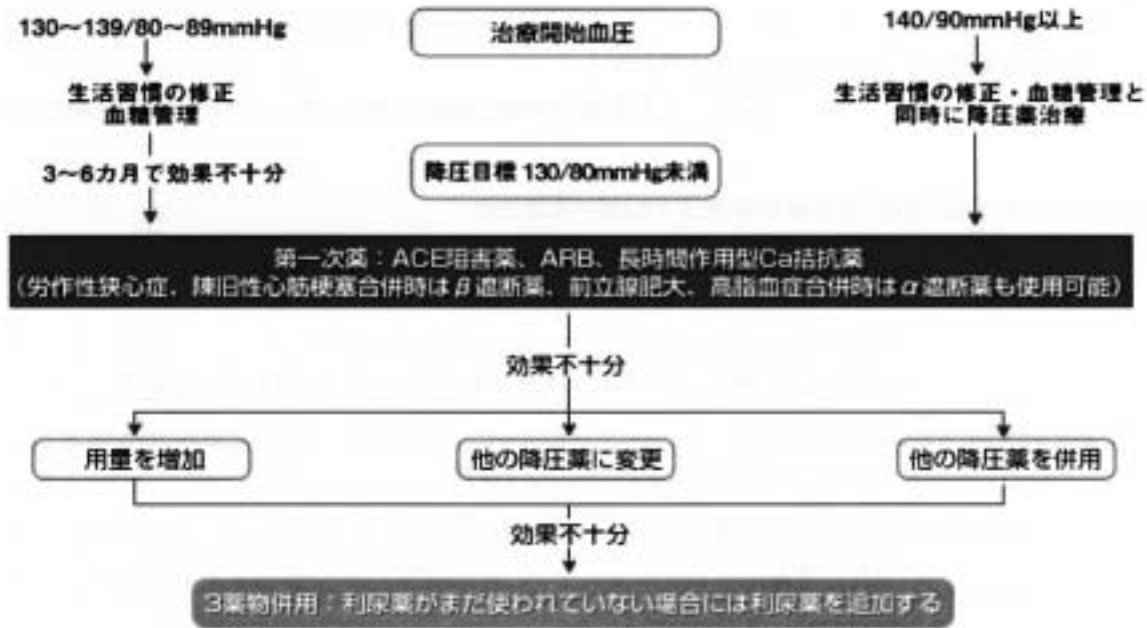 130～139/80～89mmHg
治療開始血圧
140/90mmHg以上
生活習慣の修正
血糖管理
生活習慣の修正・血糖管理と
同時に降圧薬治療
3～6カ月で効果不十分
降圧目標 130/80mmHg未満
第一次薬：ACE阻害薬、ARB、長時間作用型Ca拮抗薬
（労作性狭心症、陳旧性心筋梗塞合併時はβ遮断薬、前立腺肥大、高脂血症合併時はα遮断薬も使用可能）
効果不十分
用量を増加
他の降圧薬に変更
他の降圧薬を併用
効果不十分
3薬物併用：利尿薬がまだ使われていない場合には利尿薬を追加する